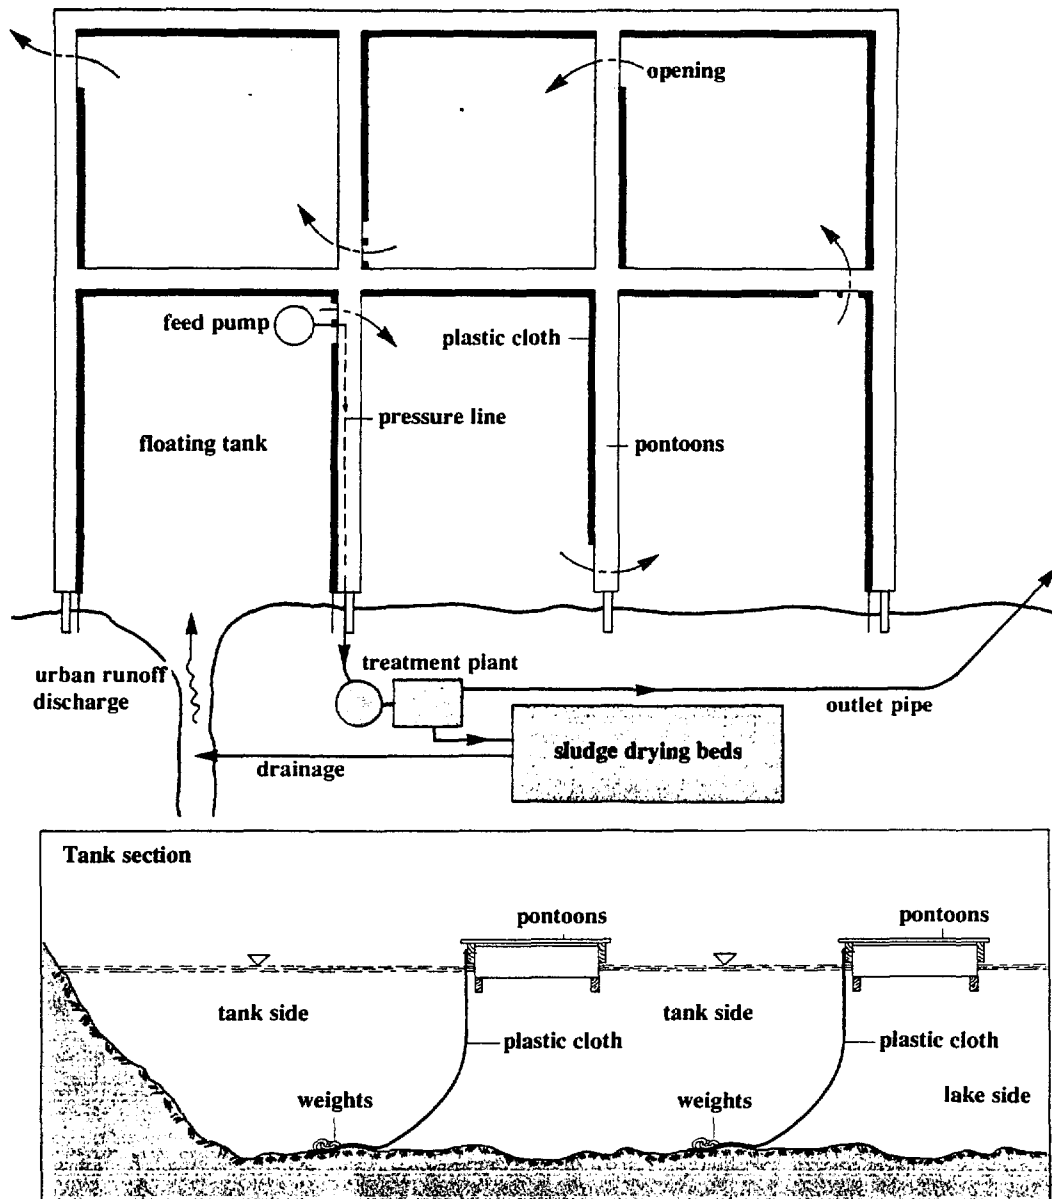 opening
feed pump
plastic cloth
pressure line
floating tank
pontoons
urban runoff
discharge
treatment plant
outlet pipe
sludge drying beds
drainage
Tank section
pontoons
pontoons
tank side
tank side
plastic cloth
plastic cloth
weights
weights
lake side